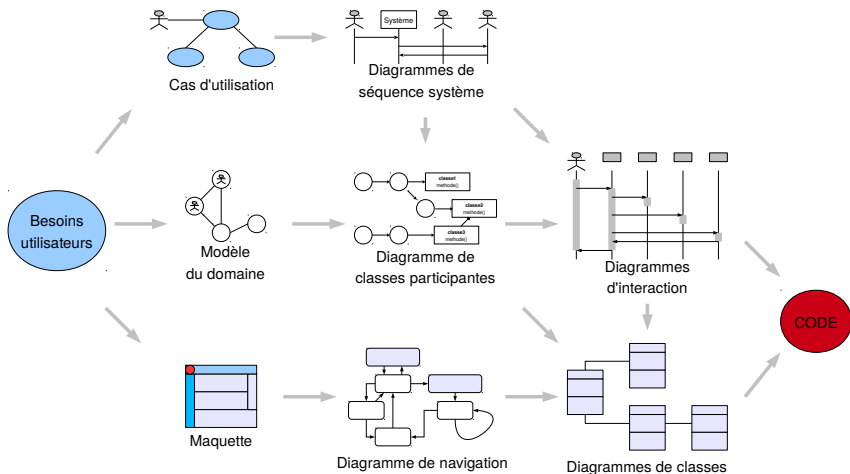 Système
Cas d'utilisation
Diagrammes de
séquence système
Besoins
utilisateurs
Modèle
du domaine
classe1
methode()
classe2
methode()
classe3
methode()
Diagramme de
classes participantes
Diagrammes
d'interaction
CODE
Maquette
Diagramme de navigation
Diagrammes de classes